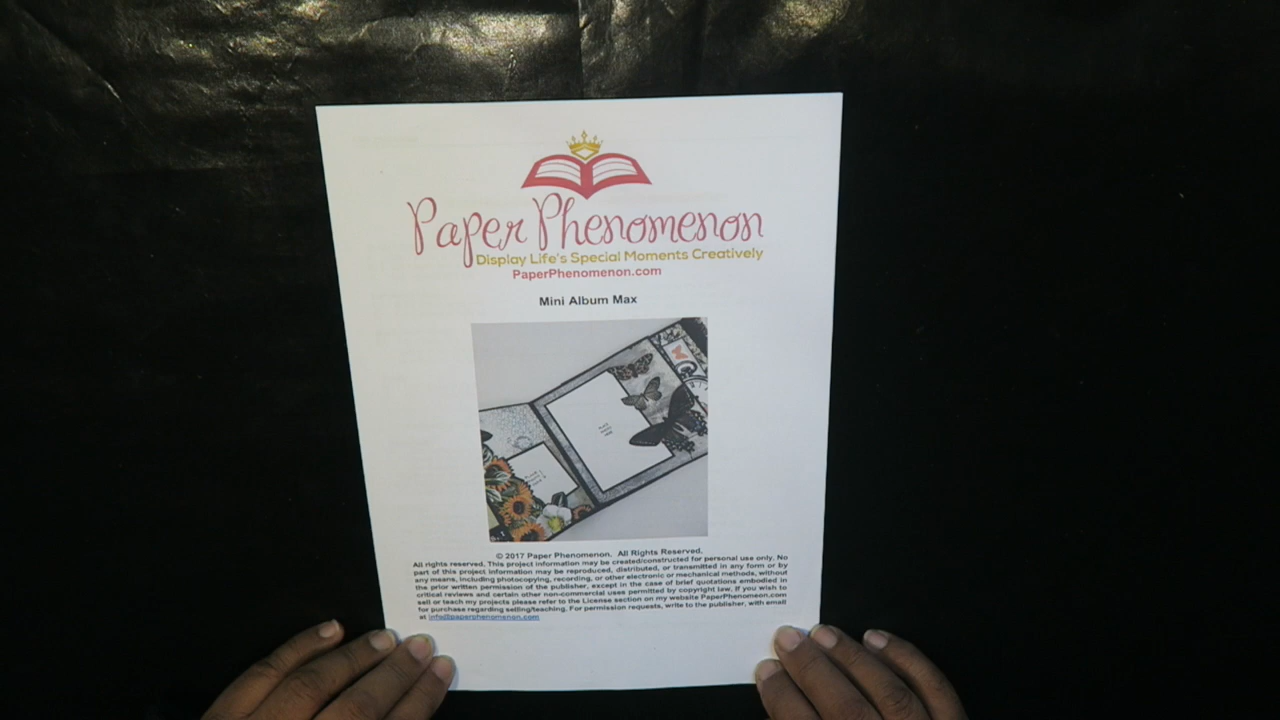 Paper Phenomenon
Display Life's Special Moments Creatively
PaperPhenomenon.com
Mini Album Max
© 2017 Paper Phenomenon. All Rights Reserved.
All rights reserved. This project information may be created/constructed for personal use only. No
part of this project information may be reproduced, distributed, or transmitted in any form or by
any means, including photocopying, recording, or other electronic or mechanical methods, without
the prior written permission of the publisher, except in the case of brief quotations embodied in
critical reviews and certain other non-commercial uses permitted by copyright law. If you wish to
sell or teach my projects please refer to the License section on my website PaperPhenomeon.com
for purchase regarding selling/teaching. For permission requests, write to the publisher, with email
at info@paperphenomenon.com